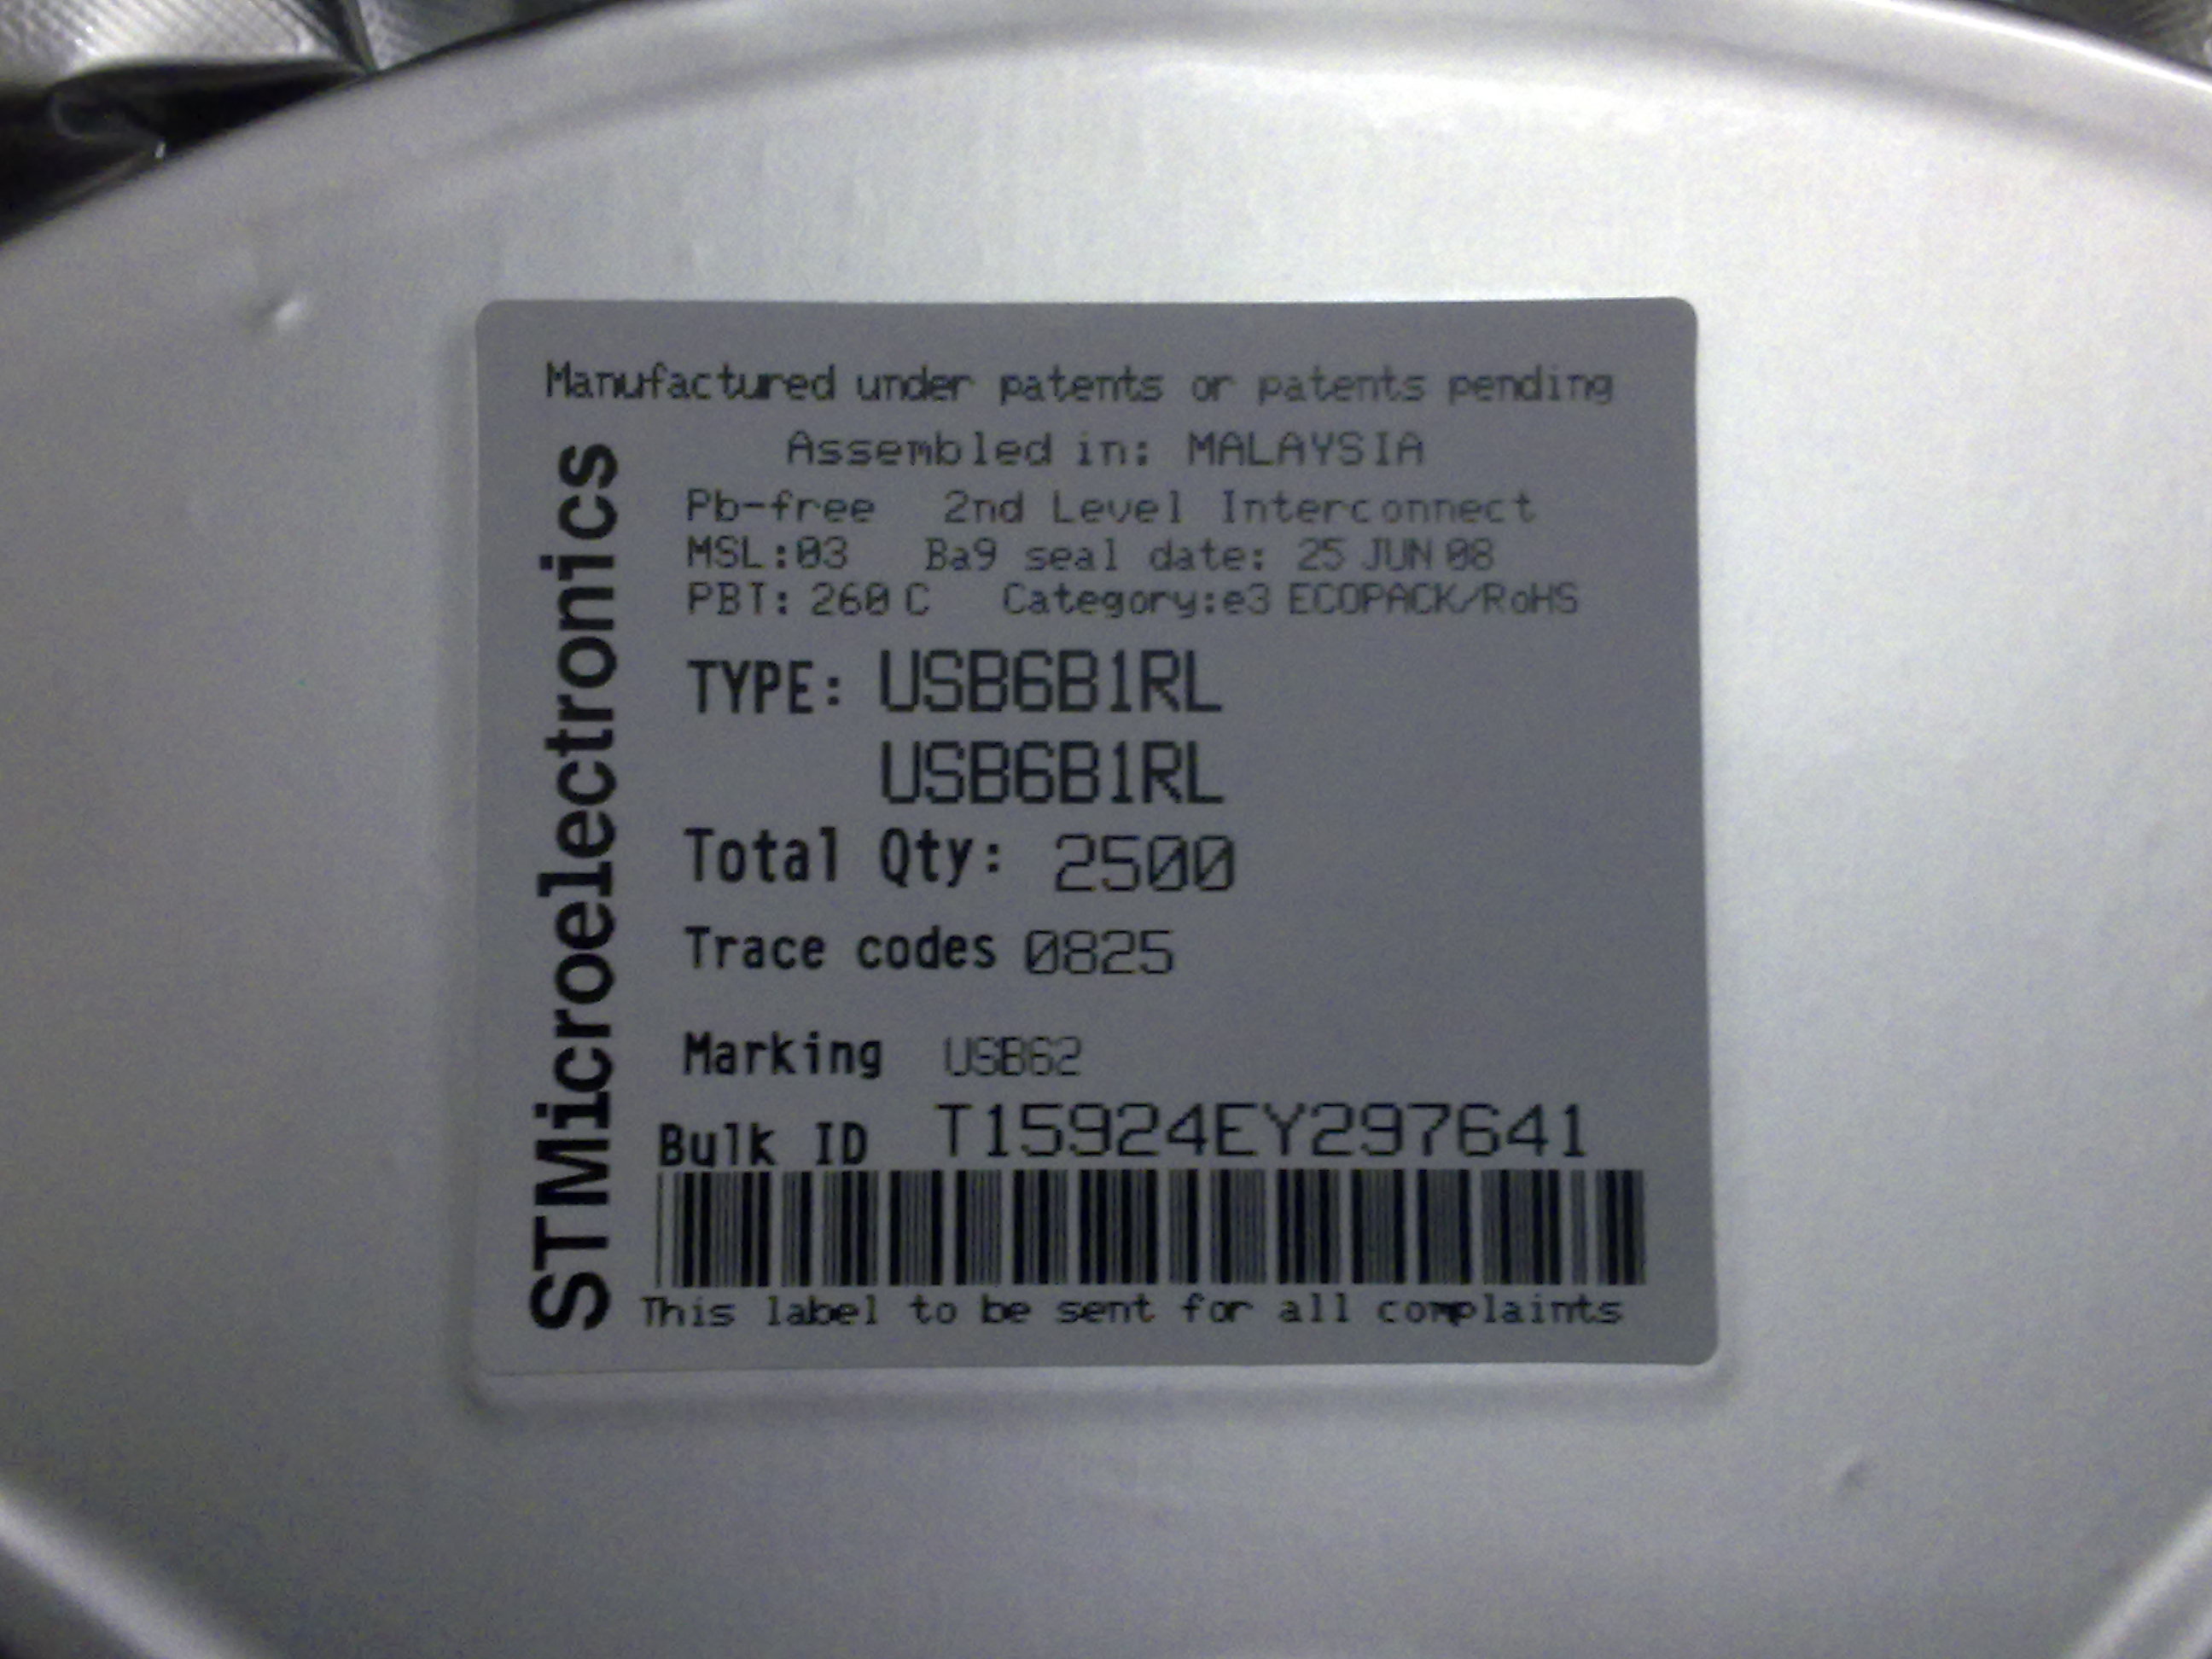 STMicroelectronics
Manufactured under patents or patents pending
Assembled in: MALAYSIA
Pb-free 2nd Level Interconnect
MSL:03 Bag seal date: 25 JUN 08
PBT: 260 C Category:e3 ECOPACK/RoHS
TYPE: USB6B1RL
USB6B1RL
Total Qty: 2500
Trace codes 0825
Marking USB62
Bulk ID T15924EY297641
This label to be sent for all complaints